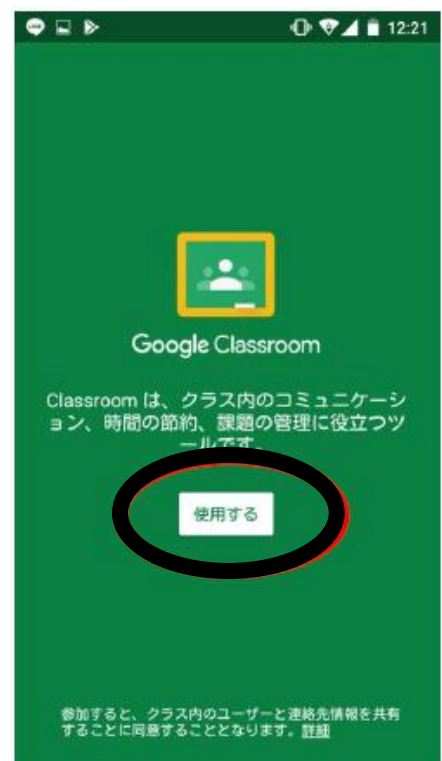 12:21
Google Classroom
Classroom は、クラス内のコミュニケーシ
ョン、時間の節約、課題の管理に役立つツ
ールです。
使用する
参加すると、クラス内のユーザーと連絡先情報を共有
することに同意することとなります。詳細